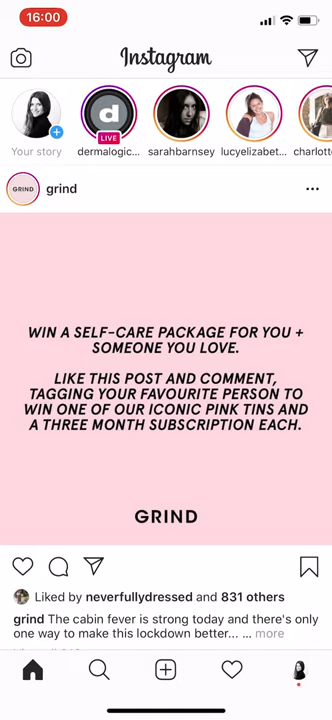 16:00
Instagram
Your story
LIVE
dermalogic...
sarahbarnsey
lucyelizabet...
charlott
GRIND
grind
WIN A SELF-CARE PACKAGE FOR YOU +
SOMEONE YOU LOVE.
LIKE THIS POST AND COMMENT,
TAGGING YOUR FAVOURITE PERSON TO
WIN ONE OF OUR ICONIC PINK TINS AND
A THREE MONTH SUBSCRIPTION EACH.
GRIND
Liked by neverfullydressed and 831 others
grind The cabin fever is strong today and there's only
one way to make this lockdown better... ... more